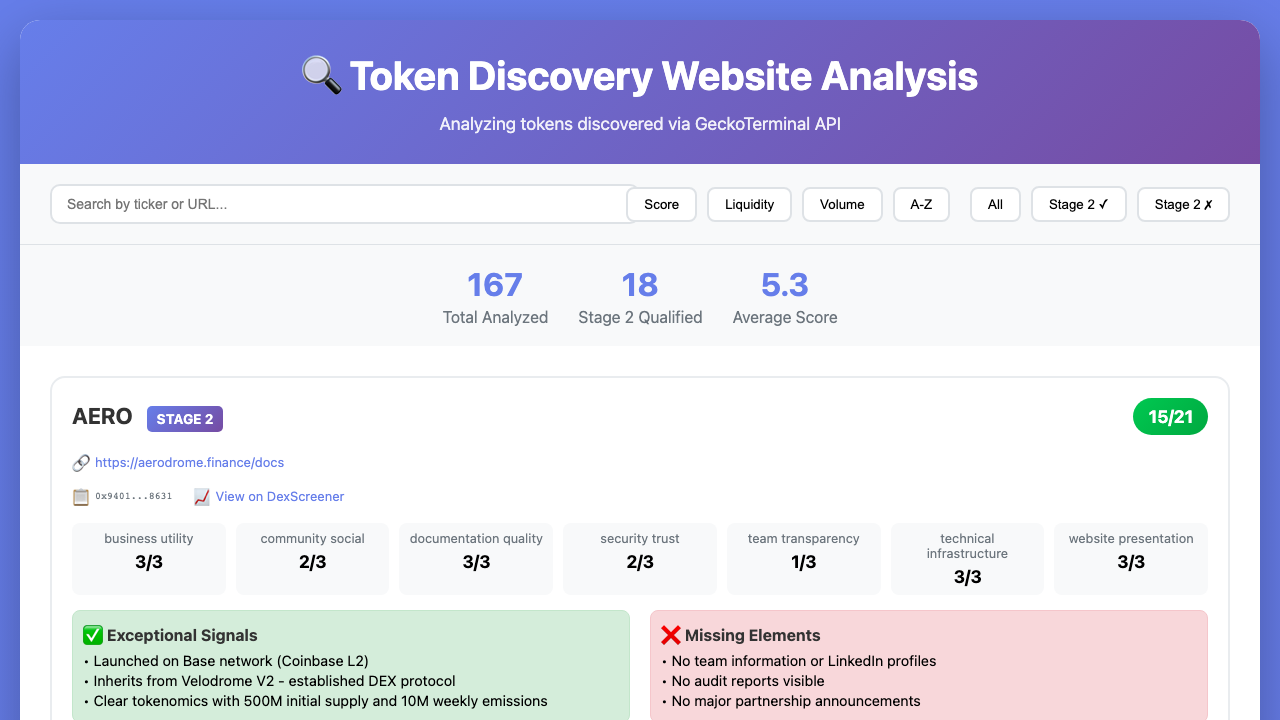 🔍 Token Discovery Website Analysis
Analyzing tokens discovered via GeckoTerminal API
Search by ticker or URL...
Score
Liquidity
Volume
A-Z
All
Stage 2 ✓
Stage 2 ✗
167
Total Analyzed
18
Stage 2 Qualified
5.3
Average Score
AERO STAGE 2
15/21
🔗 https://aerodrome.finance/docs
📋 0x9401...8631 📈 View on DexScreener
business utility
3/3
community social
2/3
documentation quality
3/3
security trust
2/3
team transparency
1/3
technical
infrastructure
3/3
website presentation
3/3
✅ Exceptional Signals
• Launched on Base network (Coinbase L2)
• Inherits from Velodrome V2 - established DEX protocol
• Clear tokenomics with 500M initial supply and 10M weekly emissions
❌ Missing Elements
• No team information or LinkedIn profiles
• No audit reports visible
• No major partnership announcements